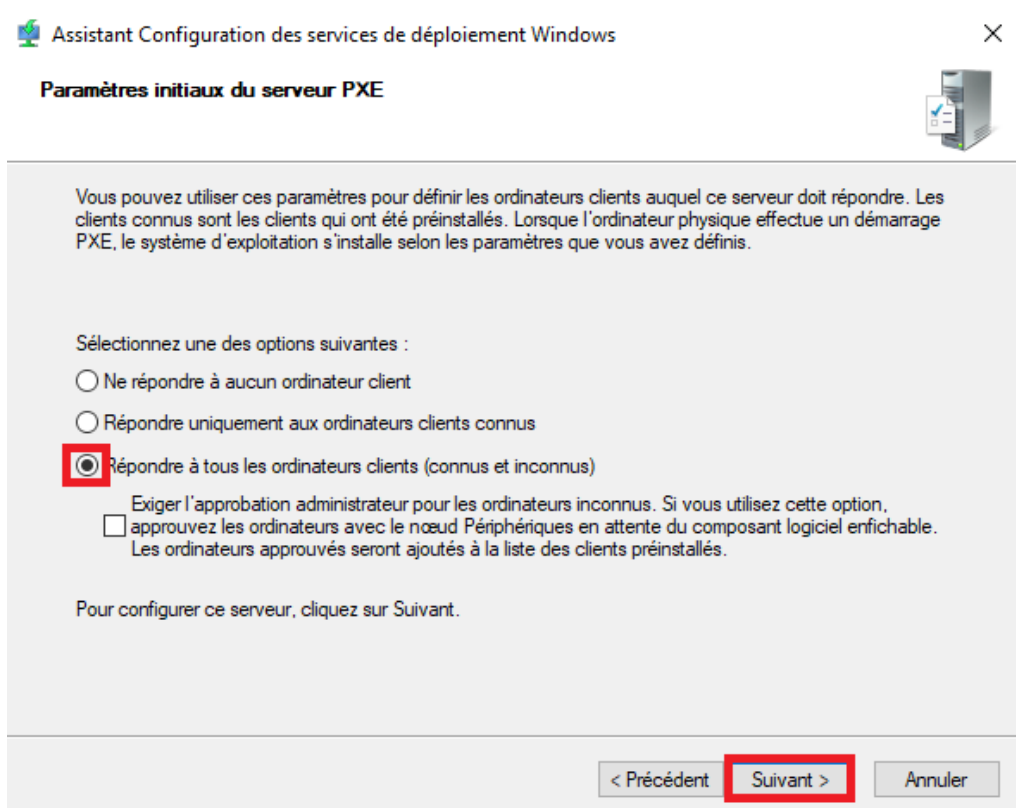 Assistant Configuration des services de déploiement Windows
Paramètres initiaux du serveur PXE
Vous pouvez utiliser ces paramètres pour définir les ordinateurs clients auquel ce serveur doit répondre. Les
clients connus sont les clients qui ont été préinstallés. Lorsque l'ordinateur physique effectue un démarrage
PXE, le système d'exploitation s'installe selon les paramètres que vous avez définis.
Sélectionnez une des options suivantes :
Ne répondre à aucun ordinateur client
Répondre uniquement aux ordinateurs clients connus
Répondre à tous les ordinateurs clients (connus et inconnus)
Exiger l'approbation administrateur pour les ordinateurs inconnus. Si vous utilisez cette option,
approuvez les ordinateurs avec le nœud Périphériques en attente du composant logiciel enfichable.
Les ordinateurs approuvés seront ajoutés à la liste des clients préinstallés.
Pour configurer ce serveur, cliquez sur Suivant.
< Précédent Suivant > Annuler